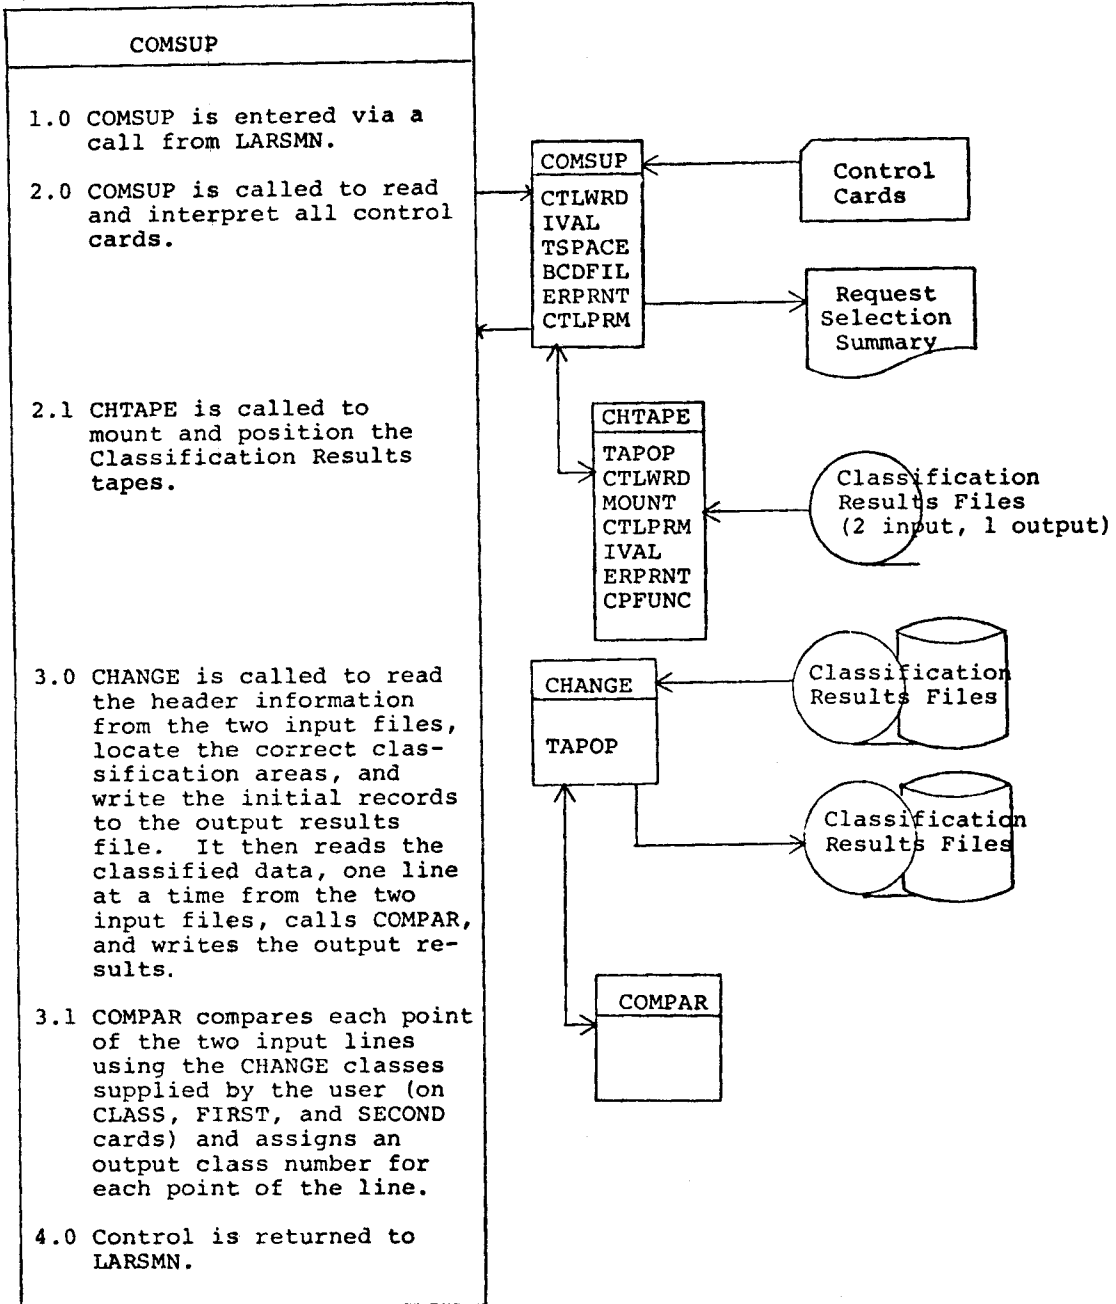 COMSUP
1.0 COMSUP is entered via a
call from LARSMN.
2.0 COMSUP is called to read
and interpret all control
cards.
2.1 CHTAPE is called to
mount and position the
Classification Results
tapes.
3.0 CHANGE is called to read
the header information
from the two input files,
locate the correct clas-
sification areas, and
write the initial records
to the output results
file. It then reads the
classified data, one line
at a time from the two
input files, calls COMPAR,
and writes the output re-
sults.
3.1 COMPAR compares each point
of the two input lines
using the CHANGE classes
supplied by the user (on
CLASS, FIRST, and SECOND
cards) and assigns an
output class number for
each point of the line.
4.0 Control is returned to
LARSMN.
COMSUP
CTLWRD
IVAL
TSPACE
BCDFIL
ERPRNT
CTLPRM
Control
Cards
Request
Selection
Summary
CHTAPE
TAPOP
CTLWRD
MOUNT
CTLPRM
IVAL
ERPRNT
CPFUNC
Classification
Results Files
(2 input, 1 output)
CHANGE
TAPOP
Classification
Results Files
Classification
Results Files
COMPAR